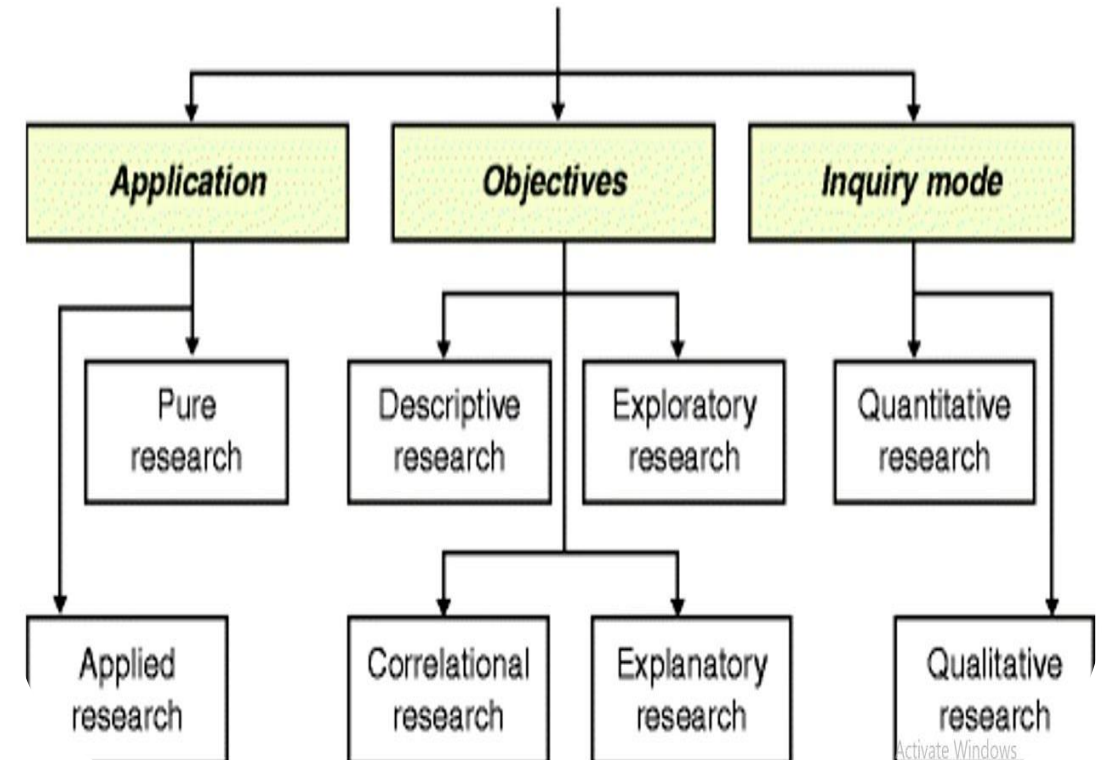 Application
Objectives
Inquiry mode
Pure
research
Descriptive
research
Exploratory
research
Quantitative
research
Applied
research
Correlational
research
Explanatory
research
Qualitative
research
Activate Windows